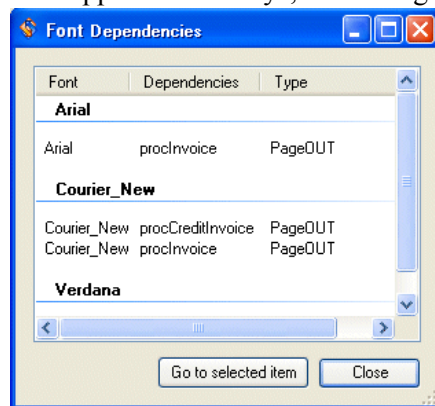 Font Dependencies
Font Dependencies Type
Arial
Arial procInvoice PageOUT
Courier_New
Courier_New procCreditInvoice PageOUT
Courier_New procInvoice PageOUT
Verdana
Go to selected item Close